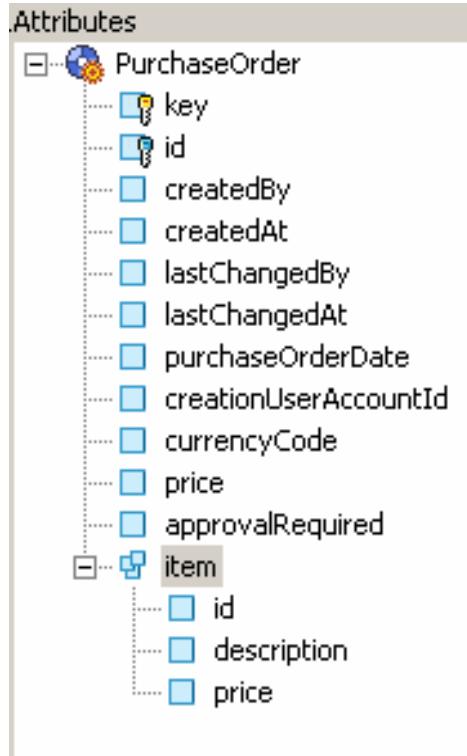 .Attributes
PurchaseOrder
key
id
createdBy
createdAt
lastChangedBy
lastChangedAt
purchaseOrderDate
creationUserAccountId
currencyCode
price
approvalRequired
item
id
description
price